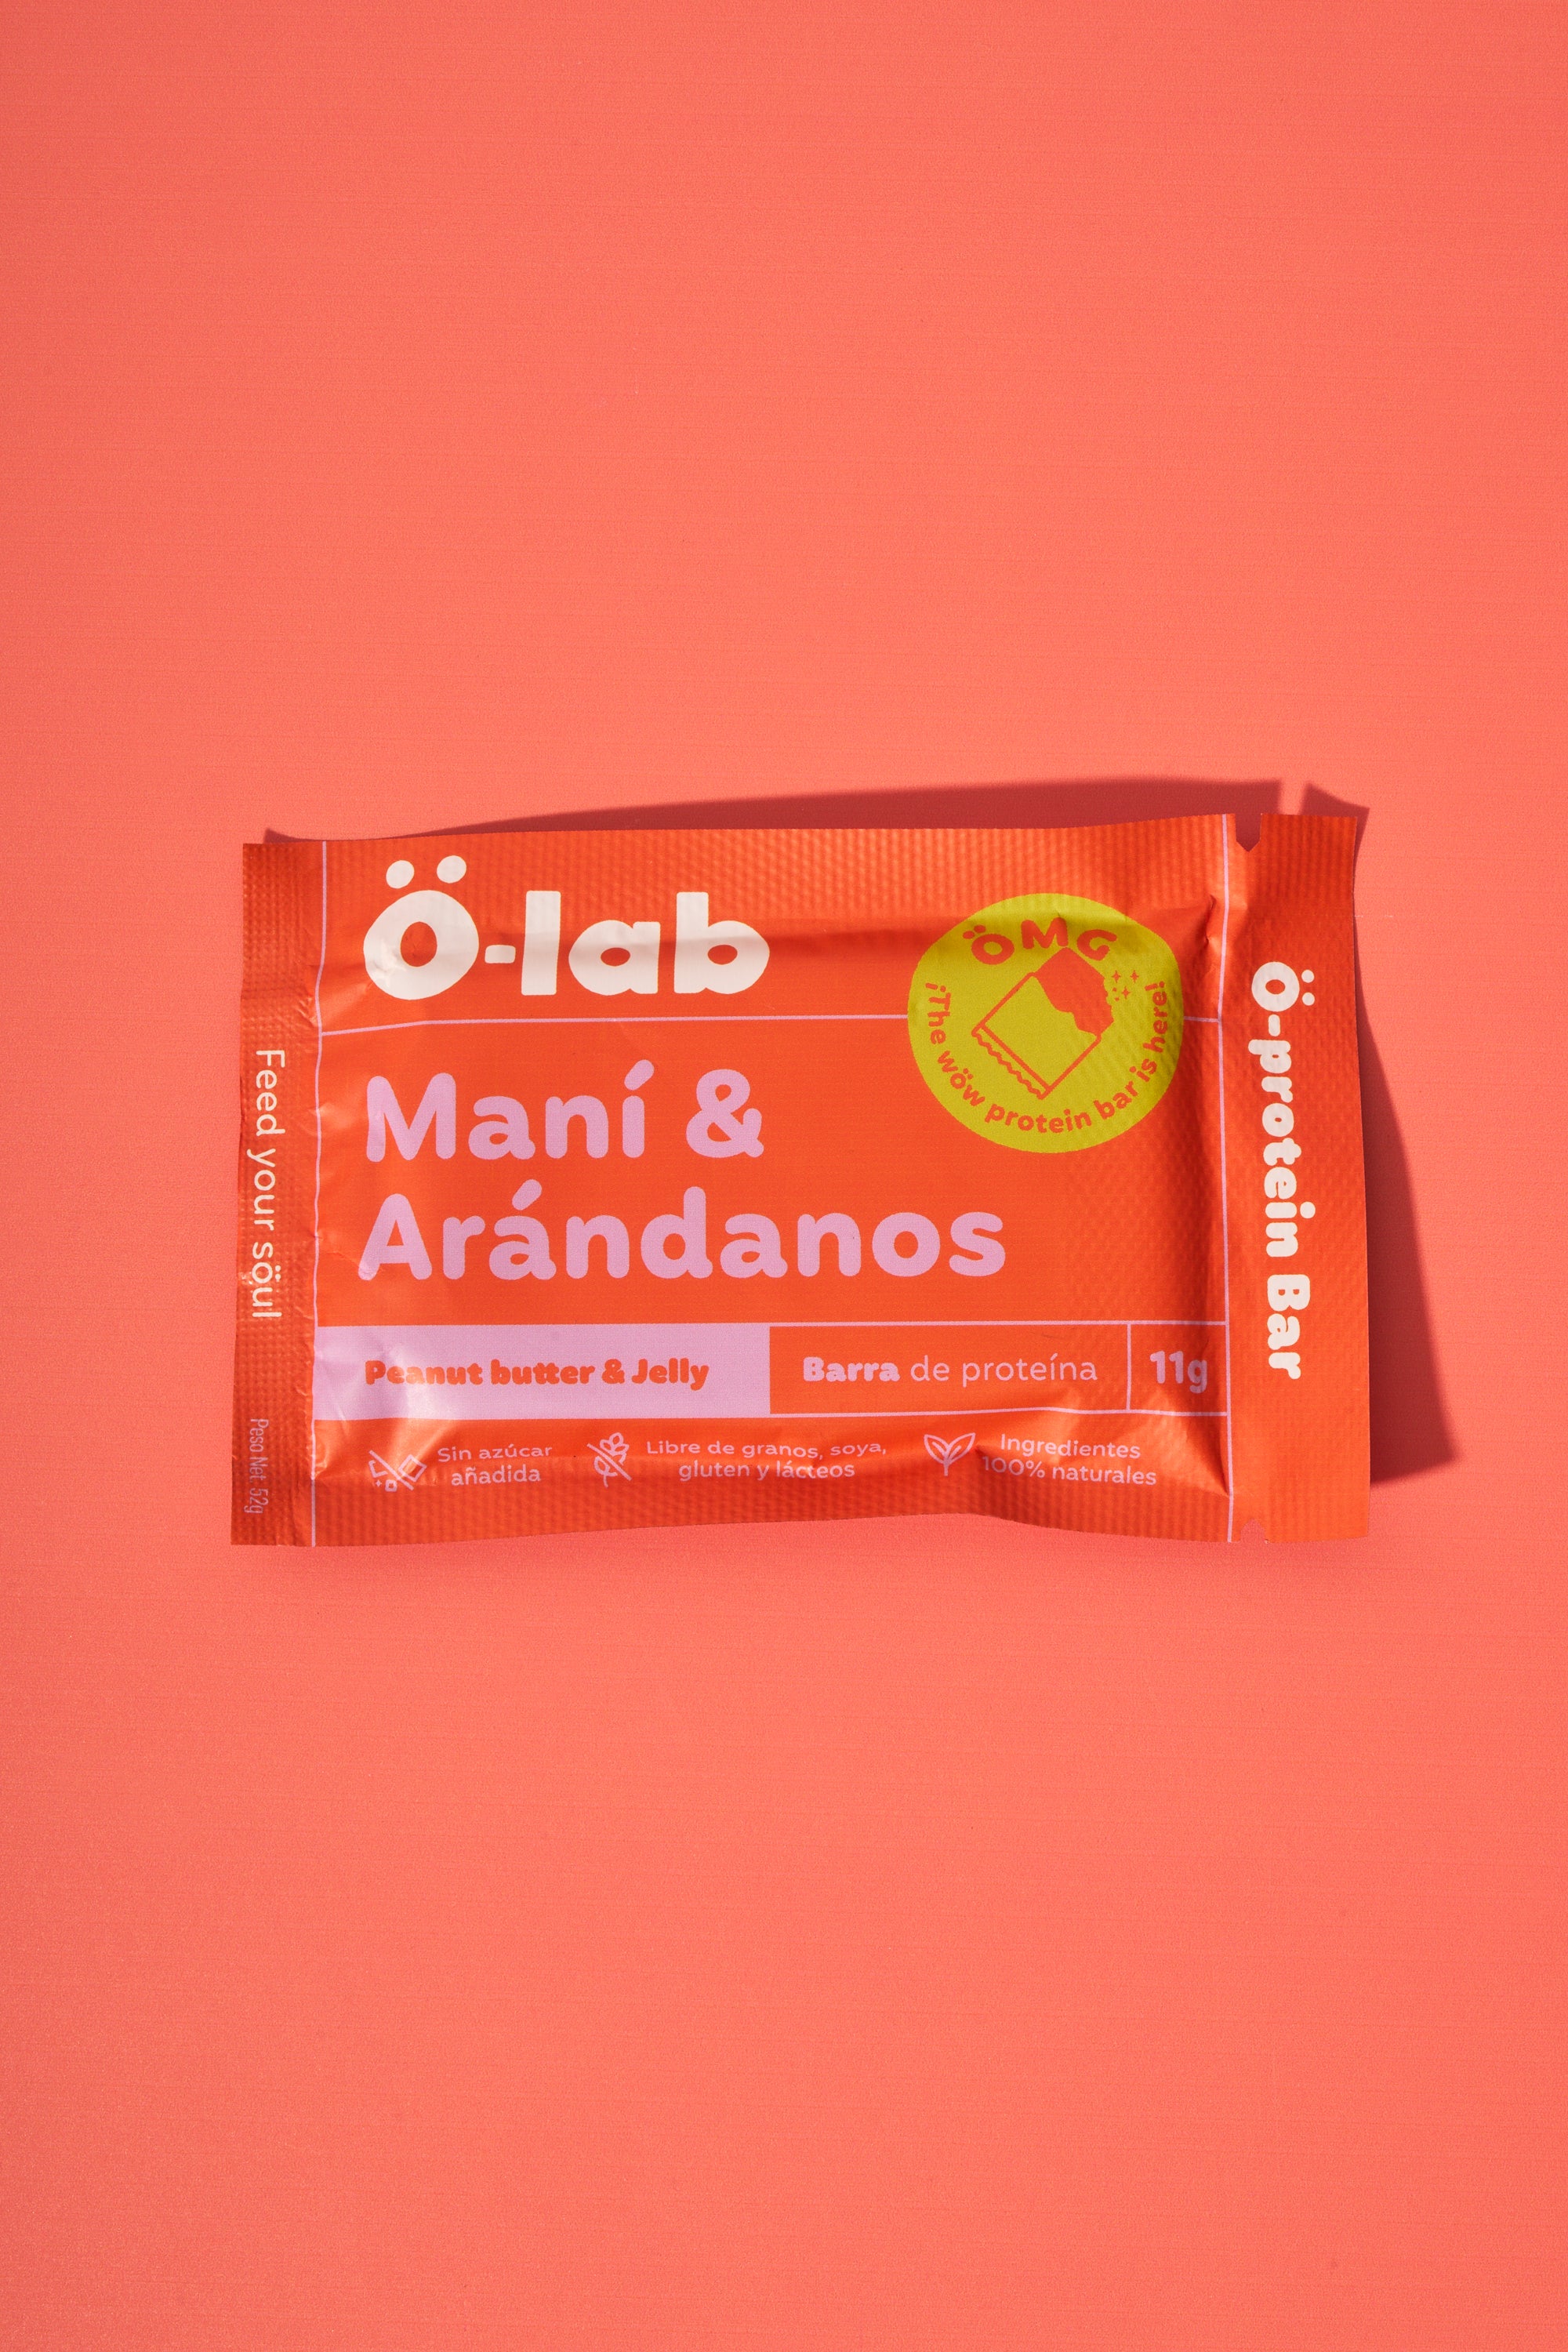 Ö-lab
ÖMG
¡The wöw protein bar is here!
Maní &
Arándanos
Peanut butter & Jelly
Barra de proteína
11g
Sin azúcar
añadida
Libre de granos, soya,
gluten y lácteos
Ingredientes
100% naturales
Feed your söul
Peso Net. 52g
Ö-protein Bar